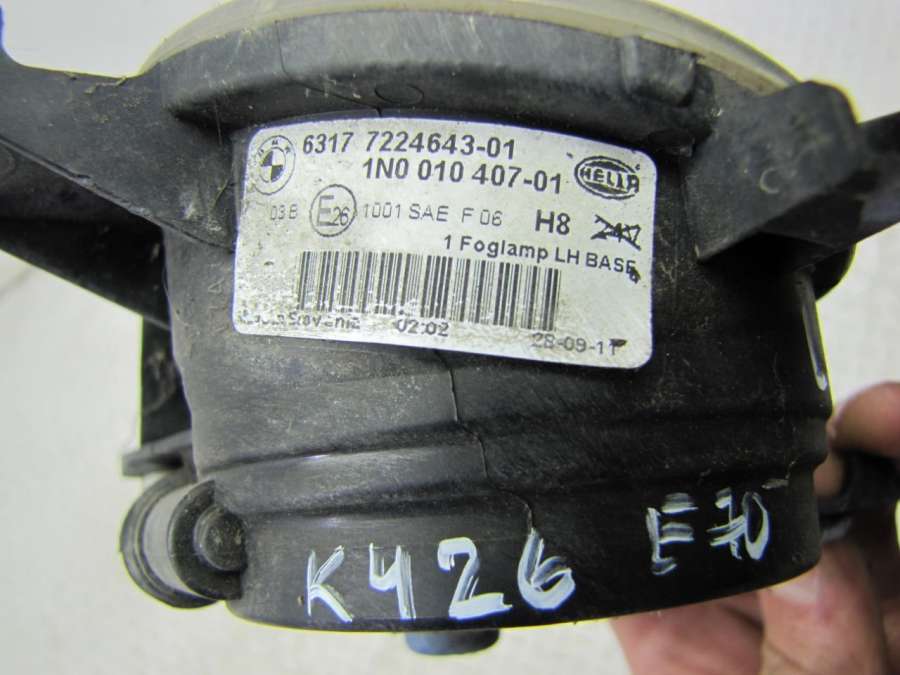 6317 7224643-01
1N0 010 407-01
HELLA
03 B E26 1001 SAE F 06 H8
1 Foglamp LH BASE
02:02 28-09-11
K426 E70